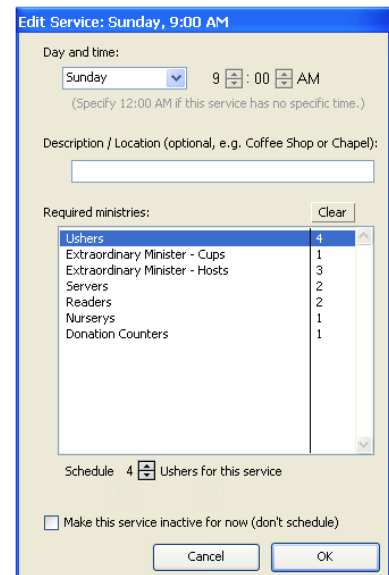 Edit Service: Sunday, 9:00 AM
Day and time:
Sunday 9 : 00 AM
(Specify 12:00 AM if this service has no specific time.)
Description / Location (optional, e.g. Coffee Shop or Chapel):
Required ministries: Clear
Ushers 4
Extraordinary Minister - Cups 1
Extraordinary Minister - Hosts 3
Servers 2
Readers 2
Nurserys 1
Donation Counters 1
Schedule 4 Ushers for this service
Make this service inactive for now (don't schedule)
Cancel OK